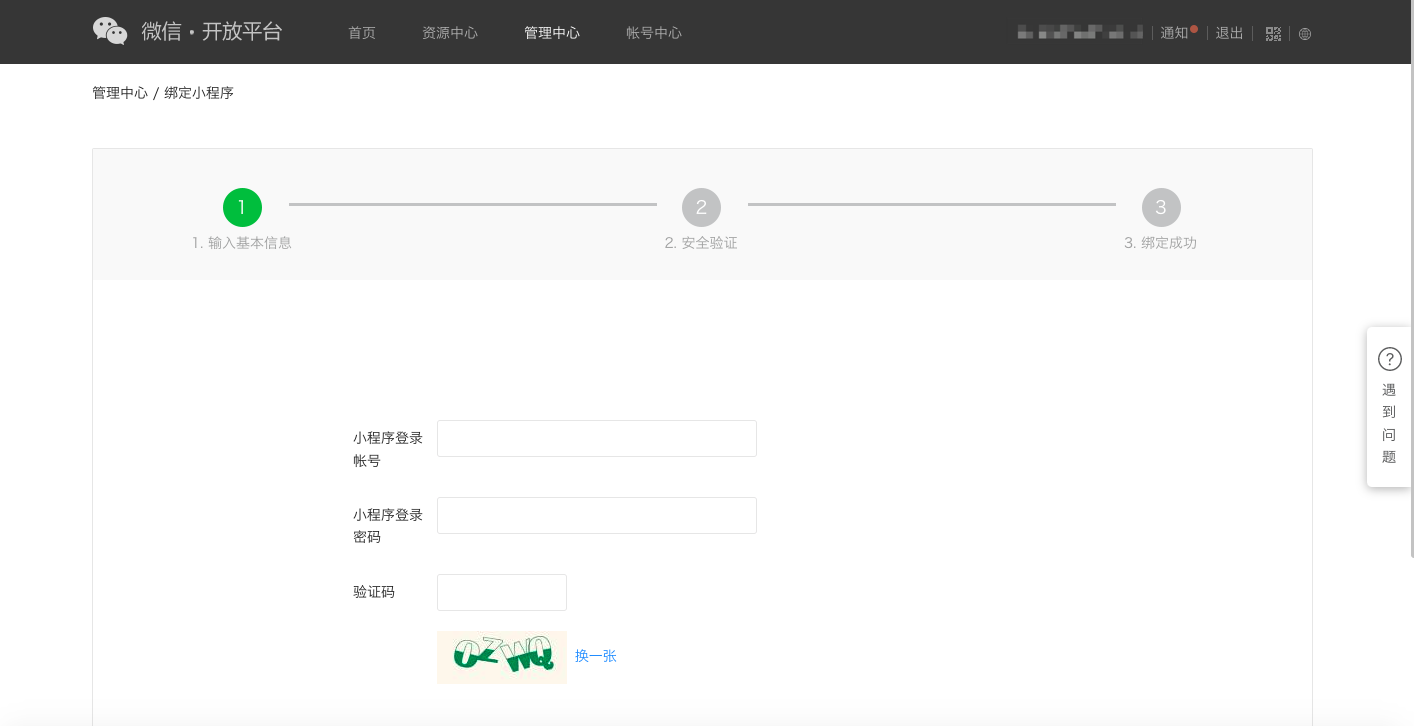 微信·开放平台 首页 资源中心 管理中心 帐号中心 通知 退出
管理中心 / 绑定小程序
1 2 3
1. 输入基本信息 2. 安全验证 3. 绑定成功
小程序登录
帐号
小程序登录
密码
验证码
OZWQ 换一张
?
遇
到
问
题